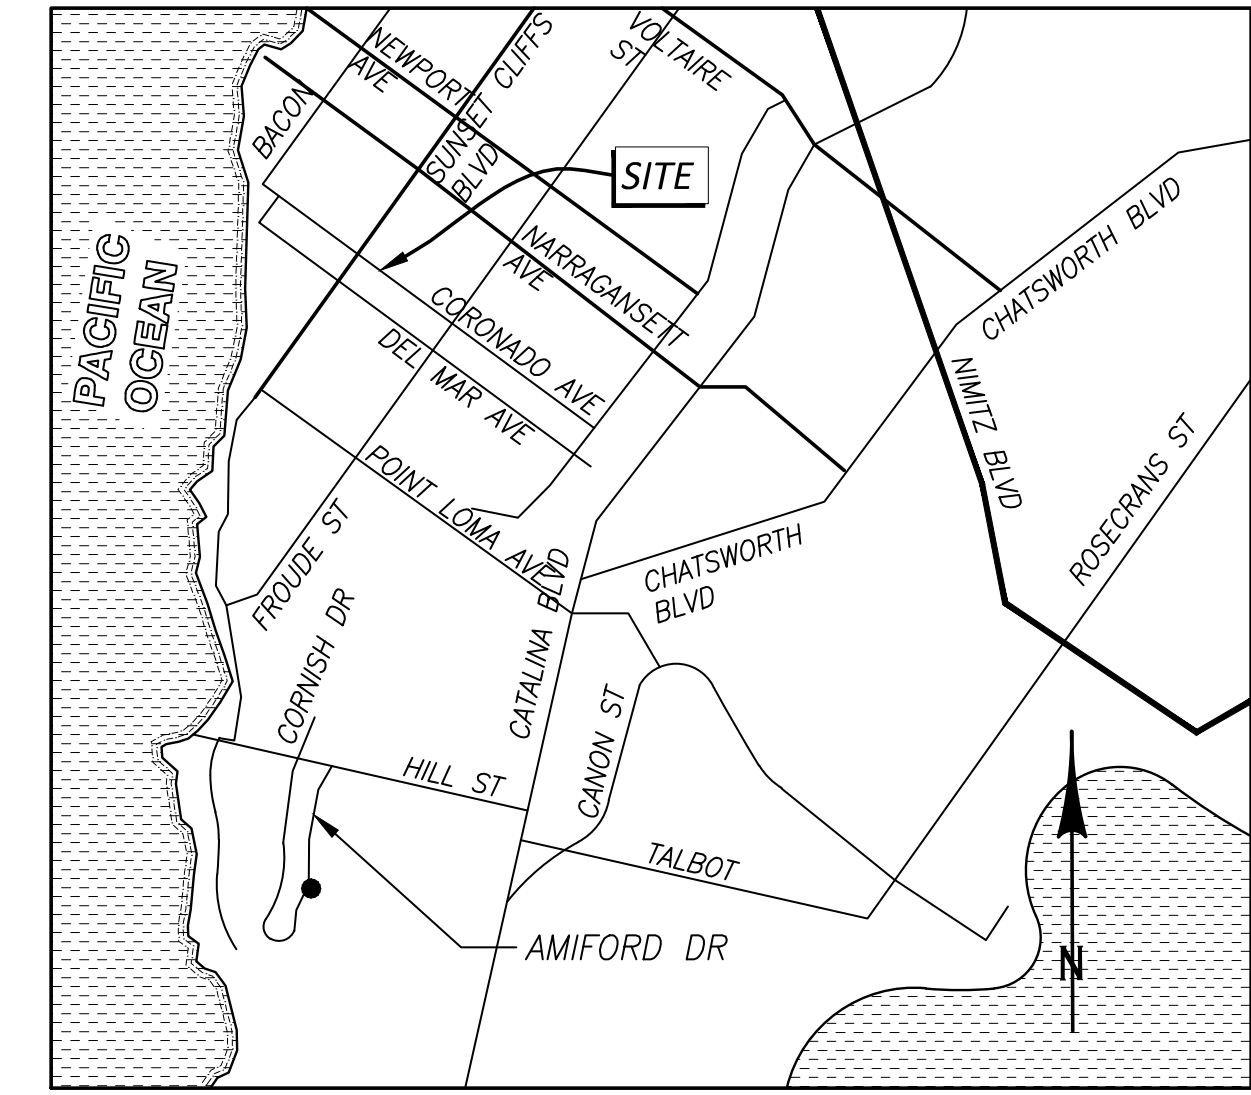 NEWPORT
AVE
CLIFFS
SUNSET
BLVD
VOLTAIRE
ST
BACON
SITE
NARRAGANSETT
AVE
CHATSWORTH BLVD
PACIFIC
OCEAN
CORONADO AVE
DEL MAR AVE
NIMITZ BLVD
ROSECRANS ST
POINT LOMA AVE
FROUDE ST
CHATSWORTH
BLVD
CATALINA BLVD
CORNISH DR
CANON ST
HILL ST
TALBOT
AMIFORD DR
N